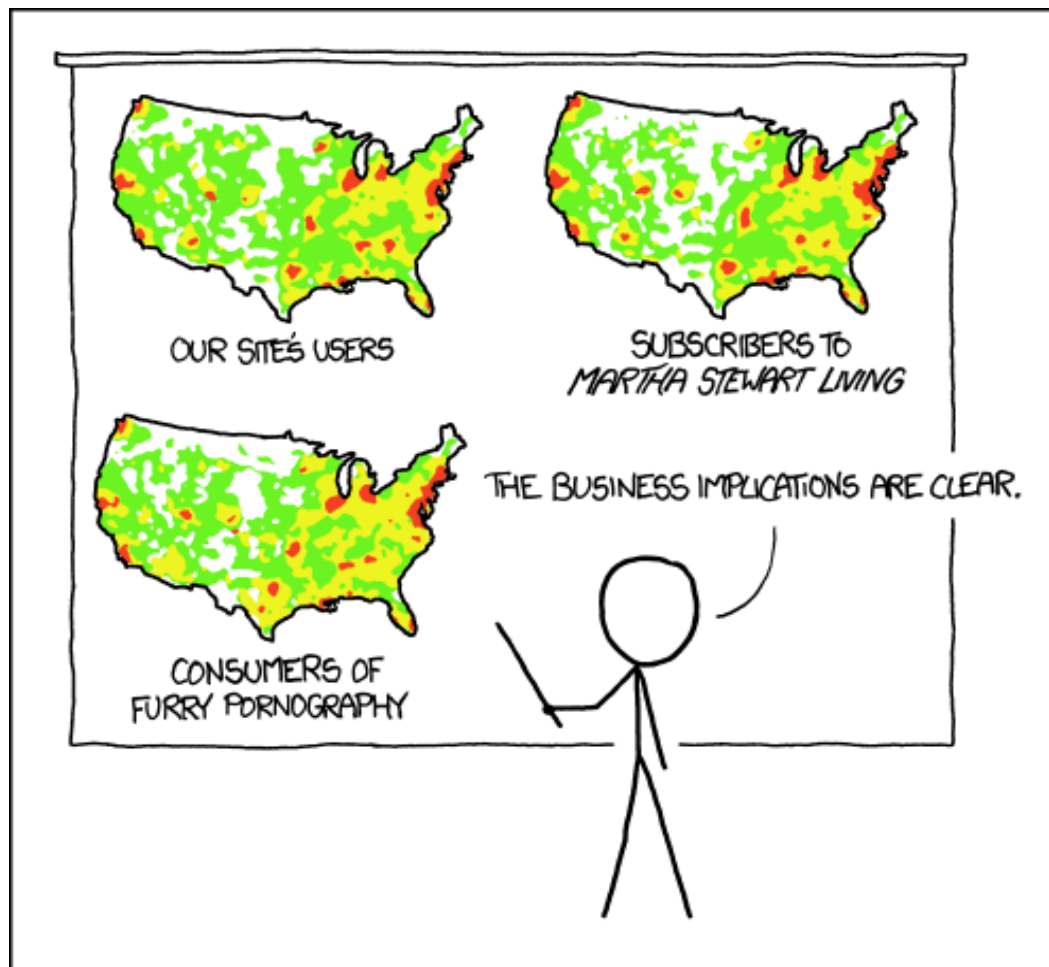 OUR SITE'S USERS
SUBSCRIBERS TO
MARTHA STEWART LIVING
CONSUMERS OF
FURRY PORNOGRAPHY
THE BUSINESS IMPLICATIONS ARE CLEAR.